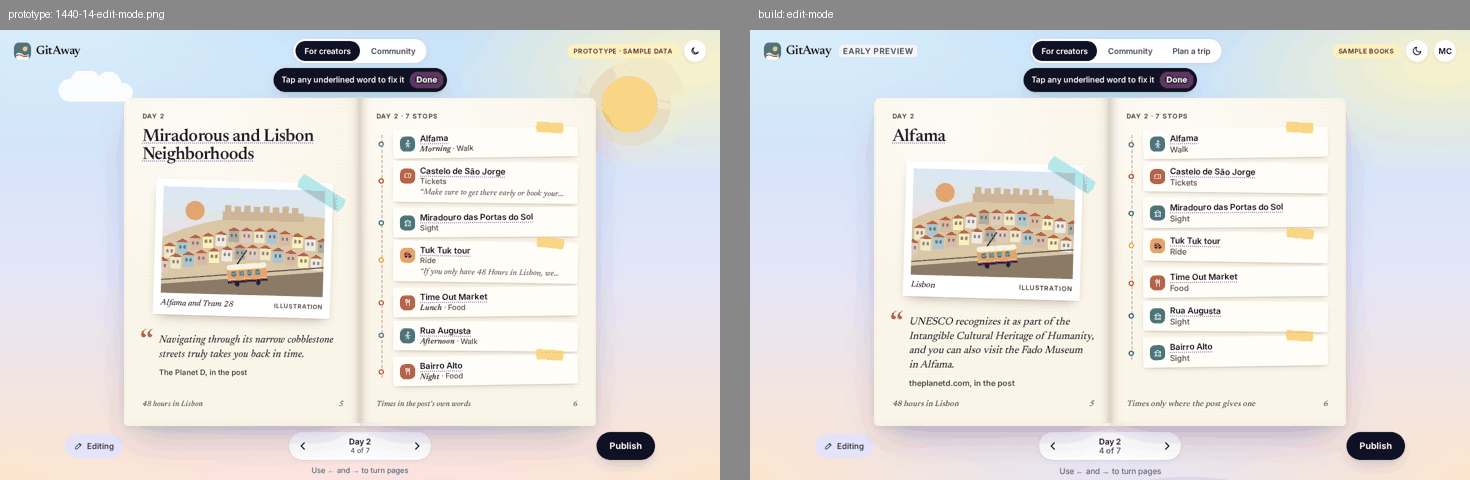 prototype: 1440-14-edit-mode.png
GitAway
For creators
Community
PROTOTYPE · SAMPLE DATA
Tap any underlined word to fix it
Done
DAY 2
Miradorous and Lisbon
Neighborhoods
Alfama and Tram 28
ILLUSTRATION
“
Navigating through its narrow cobblestone
streets truly takes you back in time.
The Planet D, in the post
48 hours in Lisbon
5
DAY 2 · 7 STOPS
Alfama
Morning · Walk
Castelo de São Jorge
Tickets
"Make sure to get there early or book your...
Miradouro das Portas do Sol
Sight
Tuk Tuk tour
Ride
"If you only have 48 Hours in Lisbon, we...
Time Out Market
Lunch · Food
Rua Augusta
Afternoon · Walk
Bairro Alto
Night · Food
Times in the post's own words
6
Editing
Day 2
4 of 7
Publish
Use ← and → to turn pages
build: edit-mode
GitAway
EARLY PREVIEW
For creators
Community
Plan a trip
SAMPLE BOOKS
MC
Tap any underlined word to fix it
Done
DAY 2
Alfama
Lisbon
ILLUSTRATION
“
UNESCO recognizes it as part of the
Intangible Cultural Heritage of Humanity,
and you can also visit the Fado Museum
in Alfama.
theplanetd.com, in the post
48 hours in Lisbon
5
DAY 2 · 7 STOPS
Alfama
Walk
Castelo de São Jorge
Tickets
Miradouro das Portas do Sol
Sight
Tuk Tuk tour
Ride
Time Out Market
Food
Rua Augusta
Sight
Bairro Alto
Sight
Times only where the post gives one
6
Editing
Day 2
4 of 7
Publish
Use ← and → to turn pages